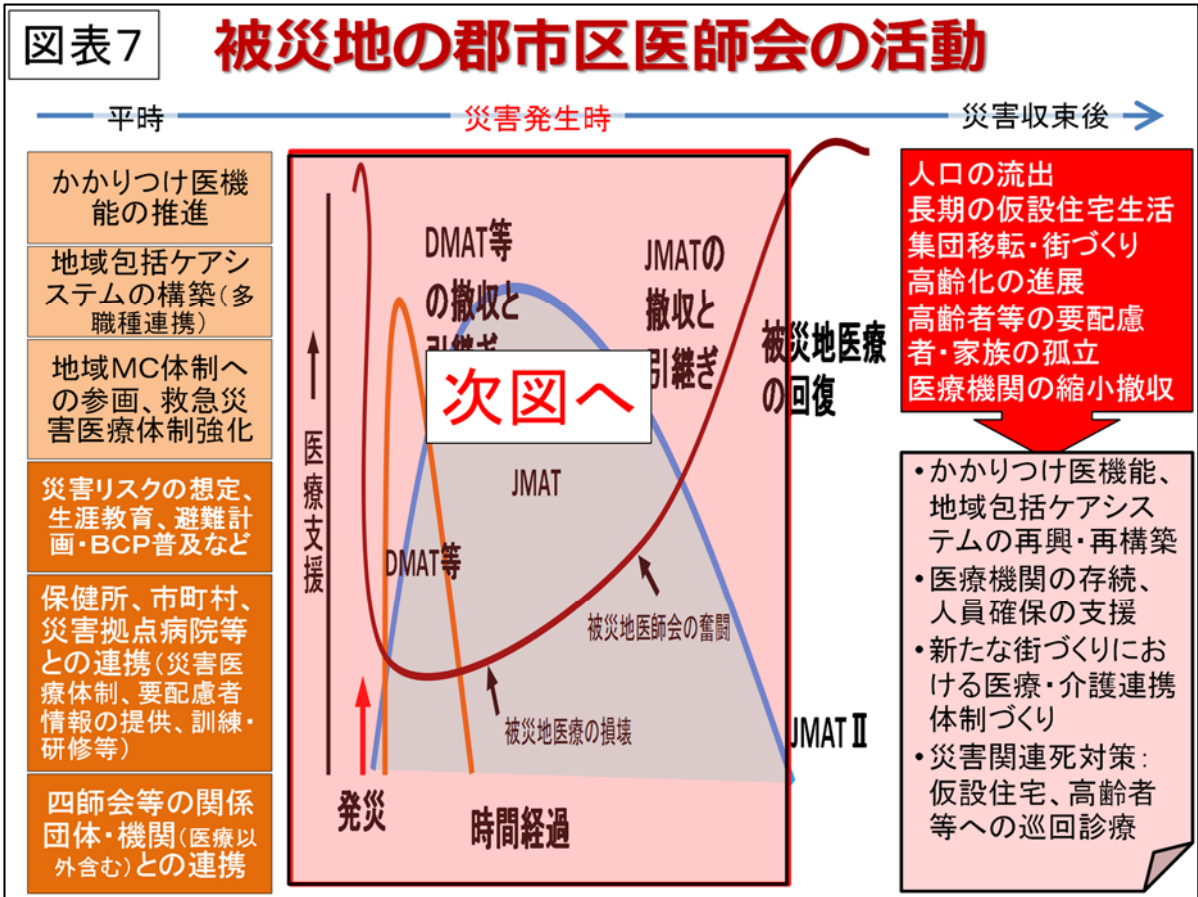 図表7
被災地の郡市区医師会の活動
平時
災害発生時
災害収束後
かかりつけ医機
能の推進
地域包括ケアシ
ステムの構築(多
職種連携)
地域MC体制へ
の参画、救急災
害医療体制強化
災害リスクの想定、
生涯教育、避難計
画・BCP普及など
保健所、市町村、
災害拠点病院等
との連携(災害医
療体制、要配慮者
情報の提供、訓練・
研修等)
四師会等の関係
団体・機関(医療以
外含む)との連携
医療支援
DMAT等
の撤収と
引継ぎ
JMATの
撤収と
引継ぎ
被災地医療
の回復
次図へ
JMAT
DMAT等
被災地医師会の奮闘
被災地医療の損壊
JMATⅡ
発災
時間経過
人口の流出
長期の仮設住宅生活
集団移転・街づくり
高齢化の進展
高齢者等の要配慮
者・家族の孤立
医療機関の縮小撤収
・かかりつけ医機能、
地域包括ケアシス
テムの再興・再構築
・医療機関の存続、
人員確保の支援
・新たな街づくりにお
ける医療・介護連携
体制づくり
・災害関連死対策：
仮設住宅、高齢者
等への巡回診療